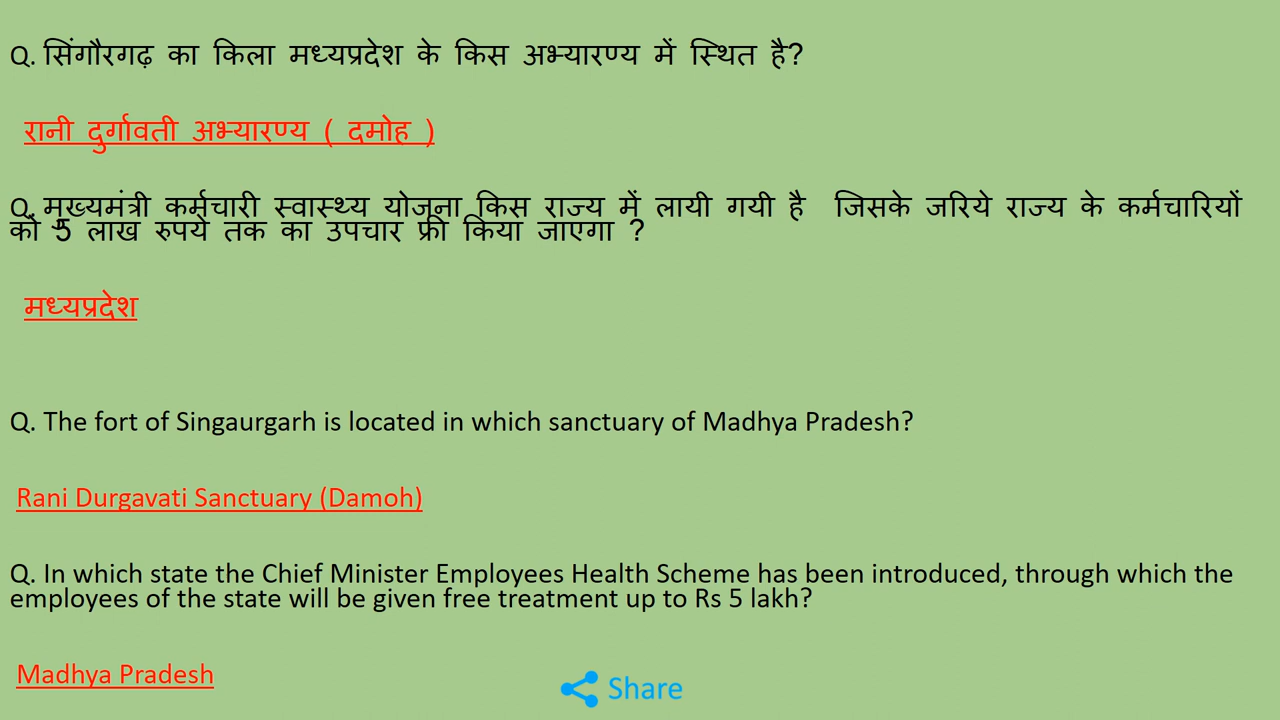 Q. सिंगौरगढ़ का किला मध्यप्रदेश के किस अभ्यारण्य में स्थित है?
रानी दुर्गावती अभ्यारण्य ( दमोह )
Q. मुख्यमंत्री कर्मचारी स्वास्थ्य योजना किस राज्य में लायी गयी है जिसके जरिये राज्य के कर्मचारियों
को 5 लाख रुपये तक का उपचार फ्री किया जाएगा ?
मध्यप्रदेश
Q. The fort of Singaurgarh is located in which sanctuary of Madhya Pradesh?
Rani Durgavati Sanctuary (Damoh)
Q. In which state the Chief Minister Employees Health Scheme has been introduced, through which the
employees of the state will be given free treatment up to Rs 5 lakh?
Madhya Pradesh
Share